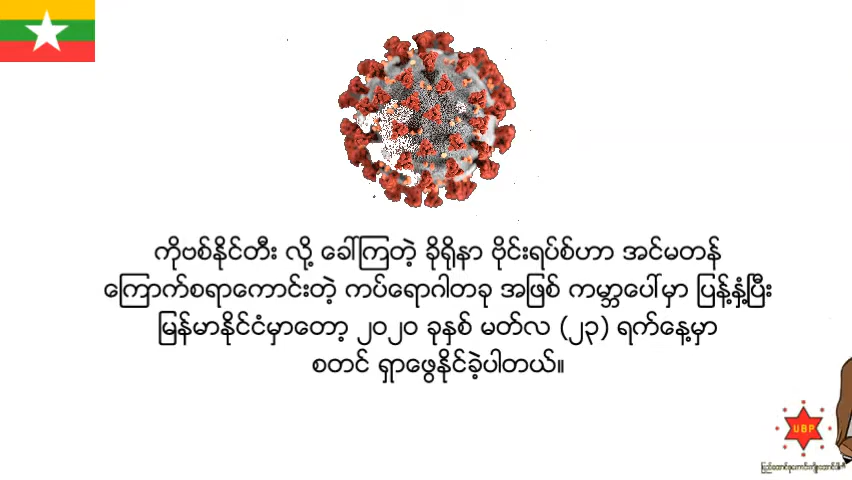 ကိုဗစ်နိုင်တီး လို့ ခေါ်ကြတဲ့ ခိုရိုနာ ဗိုင်းရပ်စ်ဟာ အင်မတန်
ကြောက်စရာကောင်းတဲ့ ကပ်ရောဂါတခု အဖြစ် ကမ္ဘာပေါ်မှာ ပြန့်နှံ့ပြီး
မြန်မာနိုင်ငံမှာတော့ ၂၀၂၀ ခုနှစ် မတ်လ (၂၃) ရက်နေ့မှာ
စတင် ရှာဖွေနိုင်ခဲ့ပါတယ်။
UBP